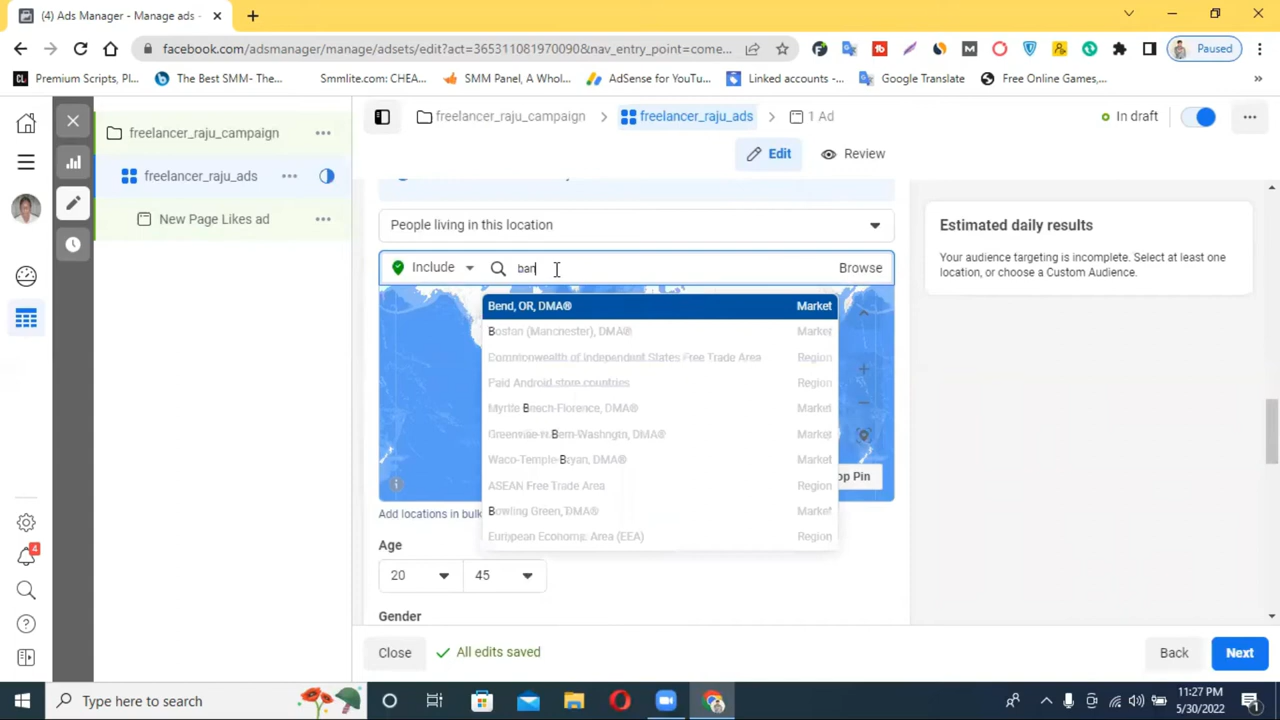 (4) Ads Manager - Manage ads -
facebook.com/adsmanager/manage/adsets/edit?act=3653110819700908&nav_entry_point=come...
Paused
Premium Scripts, Pl...
The Best SMM- The...
Smmlite.com: CHEA...
SMM Panel, A Whol...
AdSense for YouTu...
Linked accounts -...
Google Translate
Free Online Games,...
»
freelancer_raju_campaign
freelancer_raju_ads
New Page Likes ad
freelancer_raju_campaign > freelancer_raju_ads > 1 Ad
In draft
Edit
Review
People living in this location
Include
ban
Browse
Bend, OR, DMA® Market
Boston (Manchester), DMA® Market
Commonwealth of Independent States Free Trade Area Region
Paid Android store countries Region
Myrtle Beach-Florence, DMA® Market
Greenville-N.Bern-Washngtn, DMA® Market
Waco-Temple-Bryan, DMA® Market
ASEAN Free Trade Area Region
Bowling Green, DMA® Market
European Economic Area (EEA) Region
op Pin
Add locations in bulk
Age
20 45
Gender
Estimated daily results
Your audience targeting is incomplete. Select at least one
location, or choose a Custom Audience.
4
Close
All edits saved
Back
Next
Type here to search
11:27 PM
5/30/2022
1